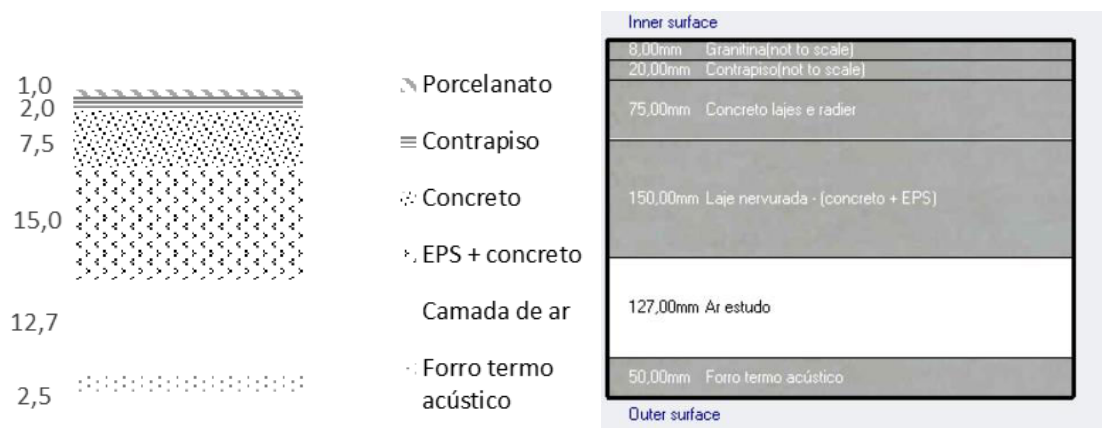 1,0
2,0
7,5
15,0
12,7
2,5
Porcelanato
Contrapiso
Concreto
EPS + concreto
Camada de ar
Forro termo
acústico
Inner surface
8,00mm Granitina(not to scale)
20,00mm Contrapiso(not to scale)
75,00mm Concreto lajes e radier
150,00mm Laje nervurada - (concreto + EPS)
127,00mm Ar estudo
50,00mm Forro termo acústico
Outer surface